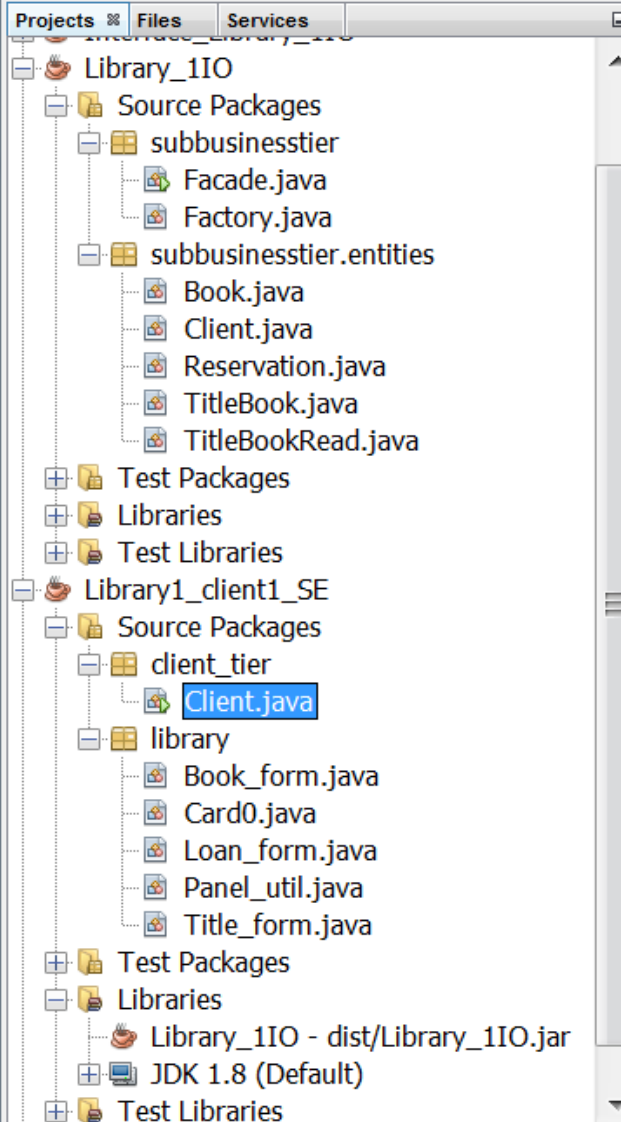 Projects Files Services
Interface_Library_1IO
Library_1IO
Source Packages
subbusinesstier
Facade.java
Factory.java
subbusinesstier.entities
Book.java
Client.java
Reservation.java
TitleBook.java
TitleBookRead.java
Test Packages
Libraries
Test Libraries
Library1_client1_SE
Source Packages
client_tier
Client.java
library
Book_form.java
Card0.java
Loan_form.java
Panel_util.java
Title_form.java
Test Packages
Libraries
Library_1IO - dist/Library_1IO.jar
JDK 1.8 (Default)
Test Libraries